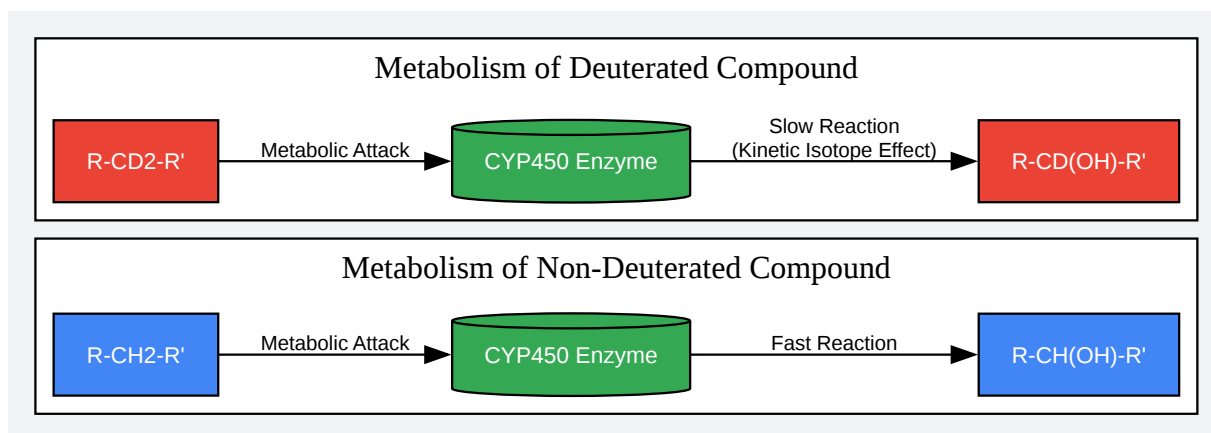 Metabolism of Deuterated Compound
R-CD2-R'
Metabolic Attack
CYP450 Enzyme
Slow Reaction
(Kinetic Isotope Effect)
R-CD(OH)-R'
Metabolism of Non-Deuterated Compound
R-CH2-R'
Metabolic Attack
CYP450 Enzyme
Fast Reaction
R-CH(OH)-R'